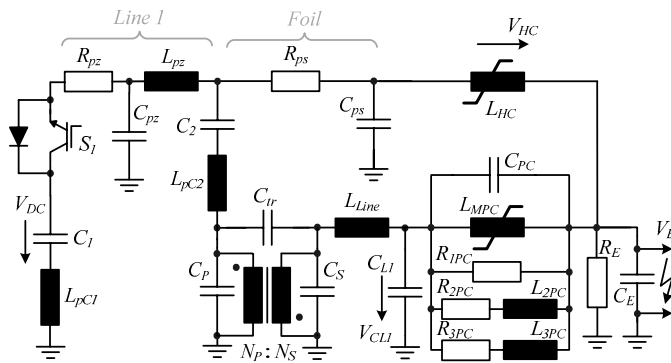 Line 1
Foil
V_HC
R_pz
L_pz
R_ps
L_HC
C_pz
C_2
C_ps
S_1
C_PC
L_pC2
C_tr
L_Line
L_MPC
V_DC
C_1
R_1PC
R_E
C_P
C_S
C_L1
R_2PC
L_2PC
C_E
L_pC1
V_CL1
R_3PC
L_3PC
N_P : N_S